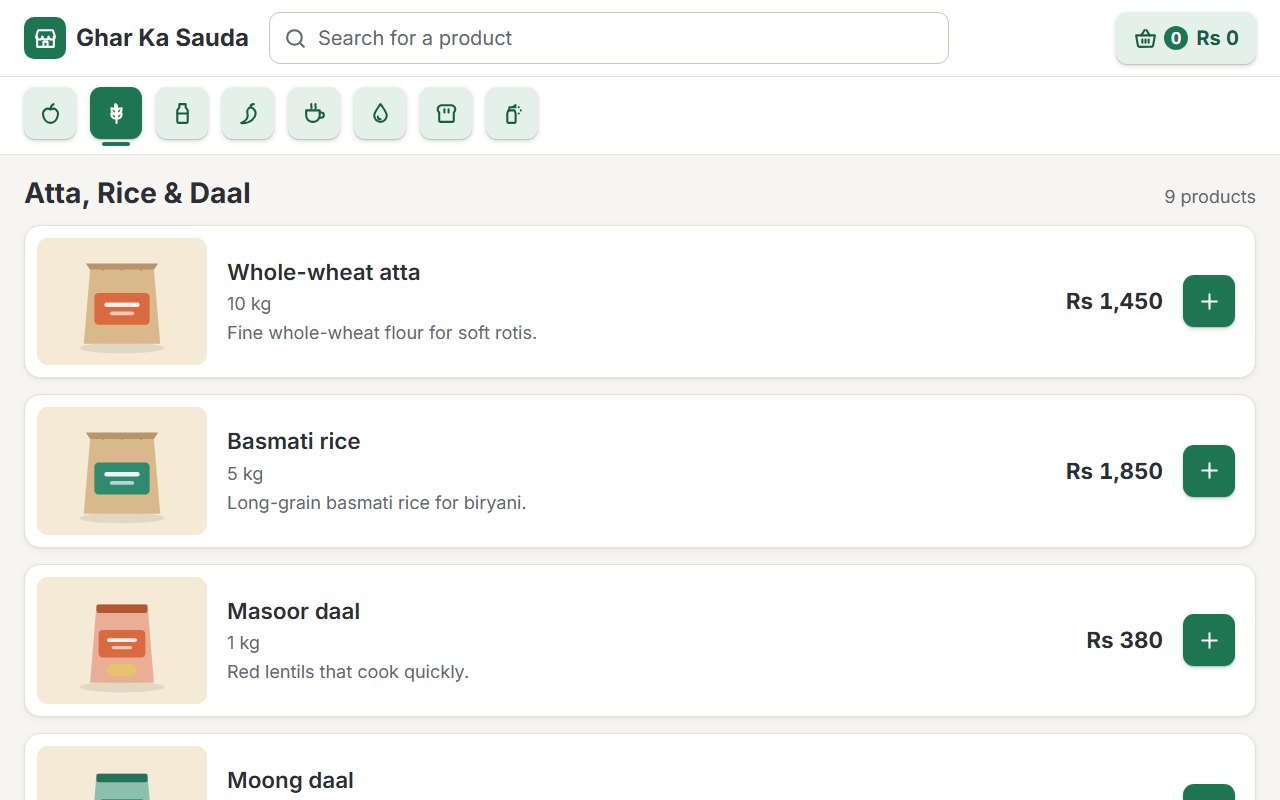 Ghar Ka Sauda
Search for a product
0 Rs 0
Atta, Rice & Daal
9 products
Whole-wheat atta
10 kg
Fine whole-wheat flour for soft rotis.
Rs 1,450
Basmati rice
5 kg
Long-grain basmati rice for biryani.
Rs 1,850
Masoor daal
1 kg
Red lentils that cook quickly.
Rs 380
Moong daal